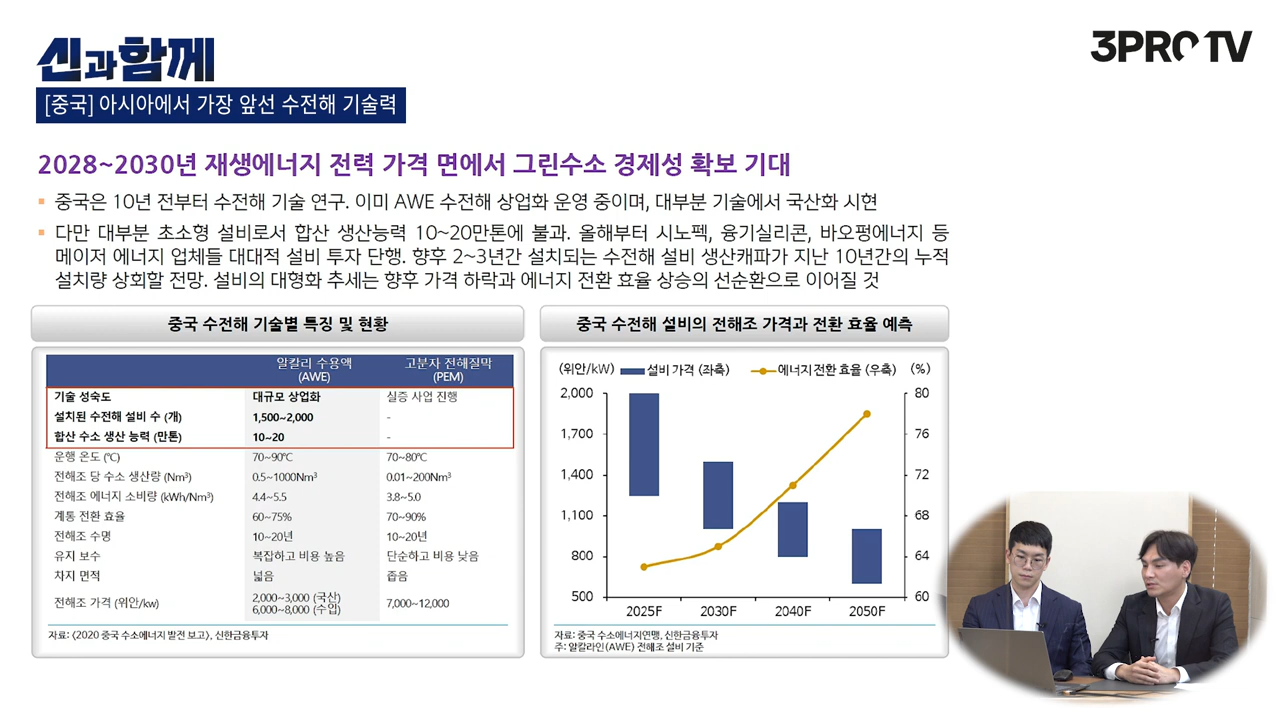 신과함께
3PRO TV
[중국] 아시아에서 가장 앞선 수전해 기술력
2028~2030년 재생에너지 전력 가격 면에서 그린수소 경제성 확보 기대
▪ 중국은 10년 전부터 수전해 기술 연구. 이미 AWE 수전해 상업화 운영 중이며, 대부분 기술에서 국산화 시현
▪ 다만 대부분 초소형 설비로서 합산 생산능력 10~20만톤에 불과. 올해부터 시노펙, 융기실리콘, 바오펑에너지 등
메이저 에너지 업체들 대대적 설비 투자 단행. 향후 2~3년간 설치되는 수전해 설비 생산캐파가 지난 10년간의 누적
설치량 상회할 전망. 설비의 대형화 추세는 향후 가격 하락과 에너지 전환 효율 상승의 선순환으로 이어질 것
중국 수전해 기술별 특징 및 현황
알칼리 수용액 고분자 전해질막
(AWE) (PEM)
기술 성숙도 대규모 상업화 실증 사업 진행
설치된 수전해 설비 수 (개) 1,500~2,000 -
합산 수소 생산 능력 (만톤) 10~20 -
운행 온도 (℃) 70~90℃ 70~80℃
전해조 당 수소 생산량 (Nm³) 0.5~1000Nm³ 0.01~200Nm³
전해조 에너지 소비량 (kWh/Nm³) 4.4~5.5 3.8~5.0
계통 전환 효율 60~75% 70~90%
전해조 수명 10~20년 10~20년
유지 보수 복잡하고 비용 높음 단순하고 비용 낮음
차지 면적 넓음 좁음
전해조 가격 (위안/kw) 2,000~3,000 (국산) 7,000~12,000
6,000~8,000 (수입)
자료: <2020 중국 수소에너지 발전 보고>, 신한금융투자
중국 수전해 설비의 전해조 가격과 전환 효율 예측
(위안/kW) 설비 가격 (좌축) 에너지 전환 효율 (우축) (%)
2,000 80
1,700 76
1,400 72
1,100 68
800 64
500 60
2025F 2030F 2040F 2050F
자료: 중국 수소에너지연맹, 신한금융투자
주: 알칼라인(AWE) 전해조 설비 기준